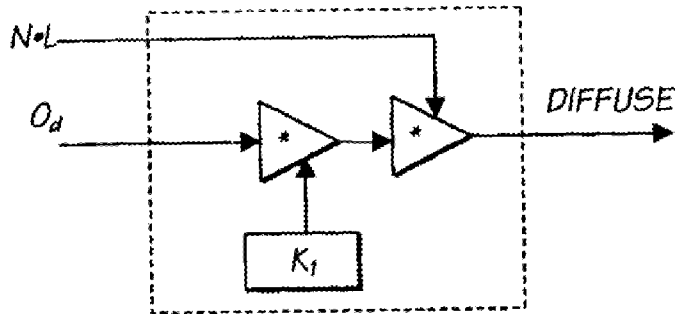 N•L
O_d
*
*
DIFFUSE
K_1